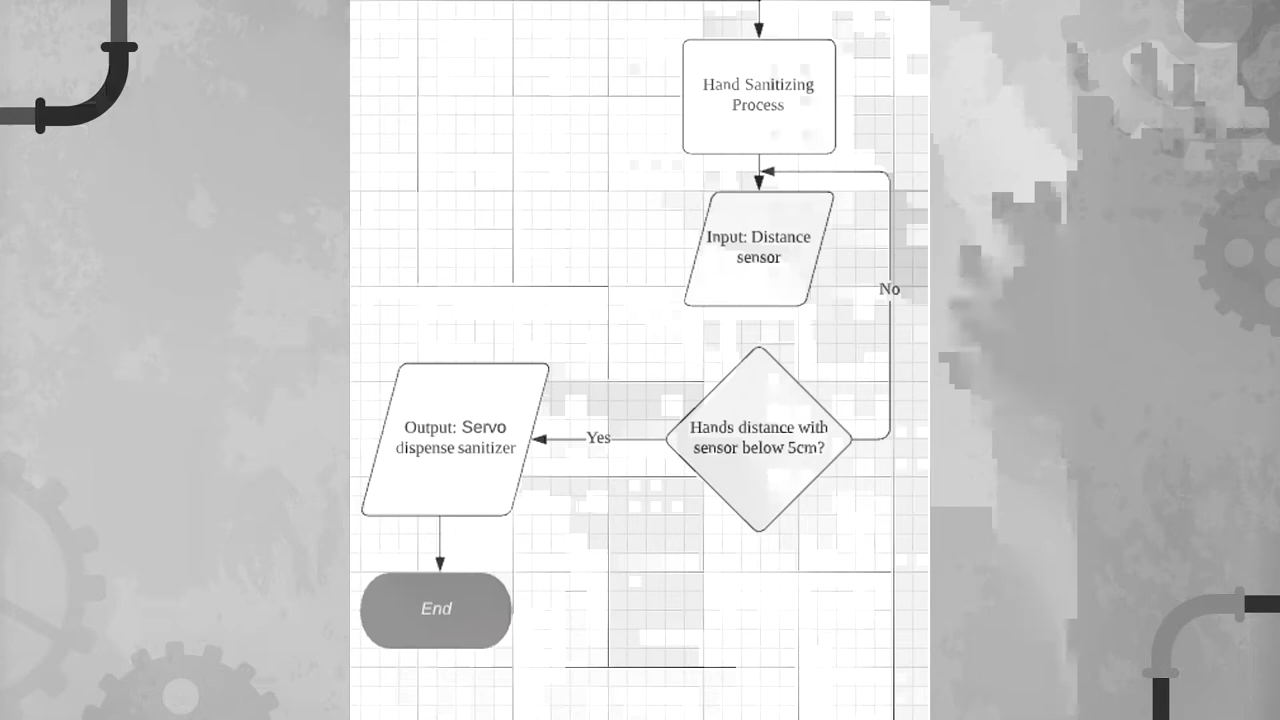 Hand Sanitizing
Process
Input: Distance
sensor
No
Hands distance with
sensor below 5cm?
Yes
Output: Servo
dispense sanitizer
End